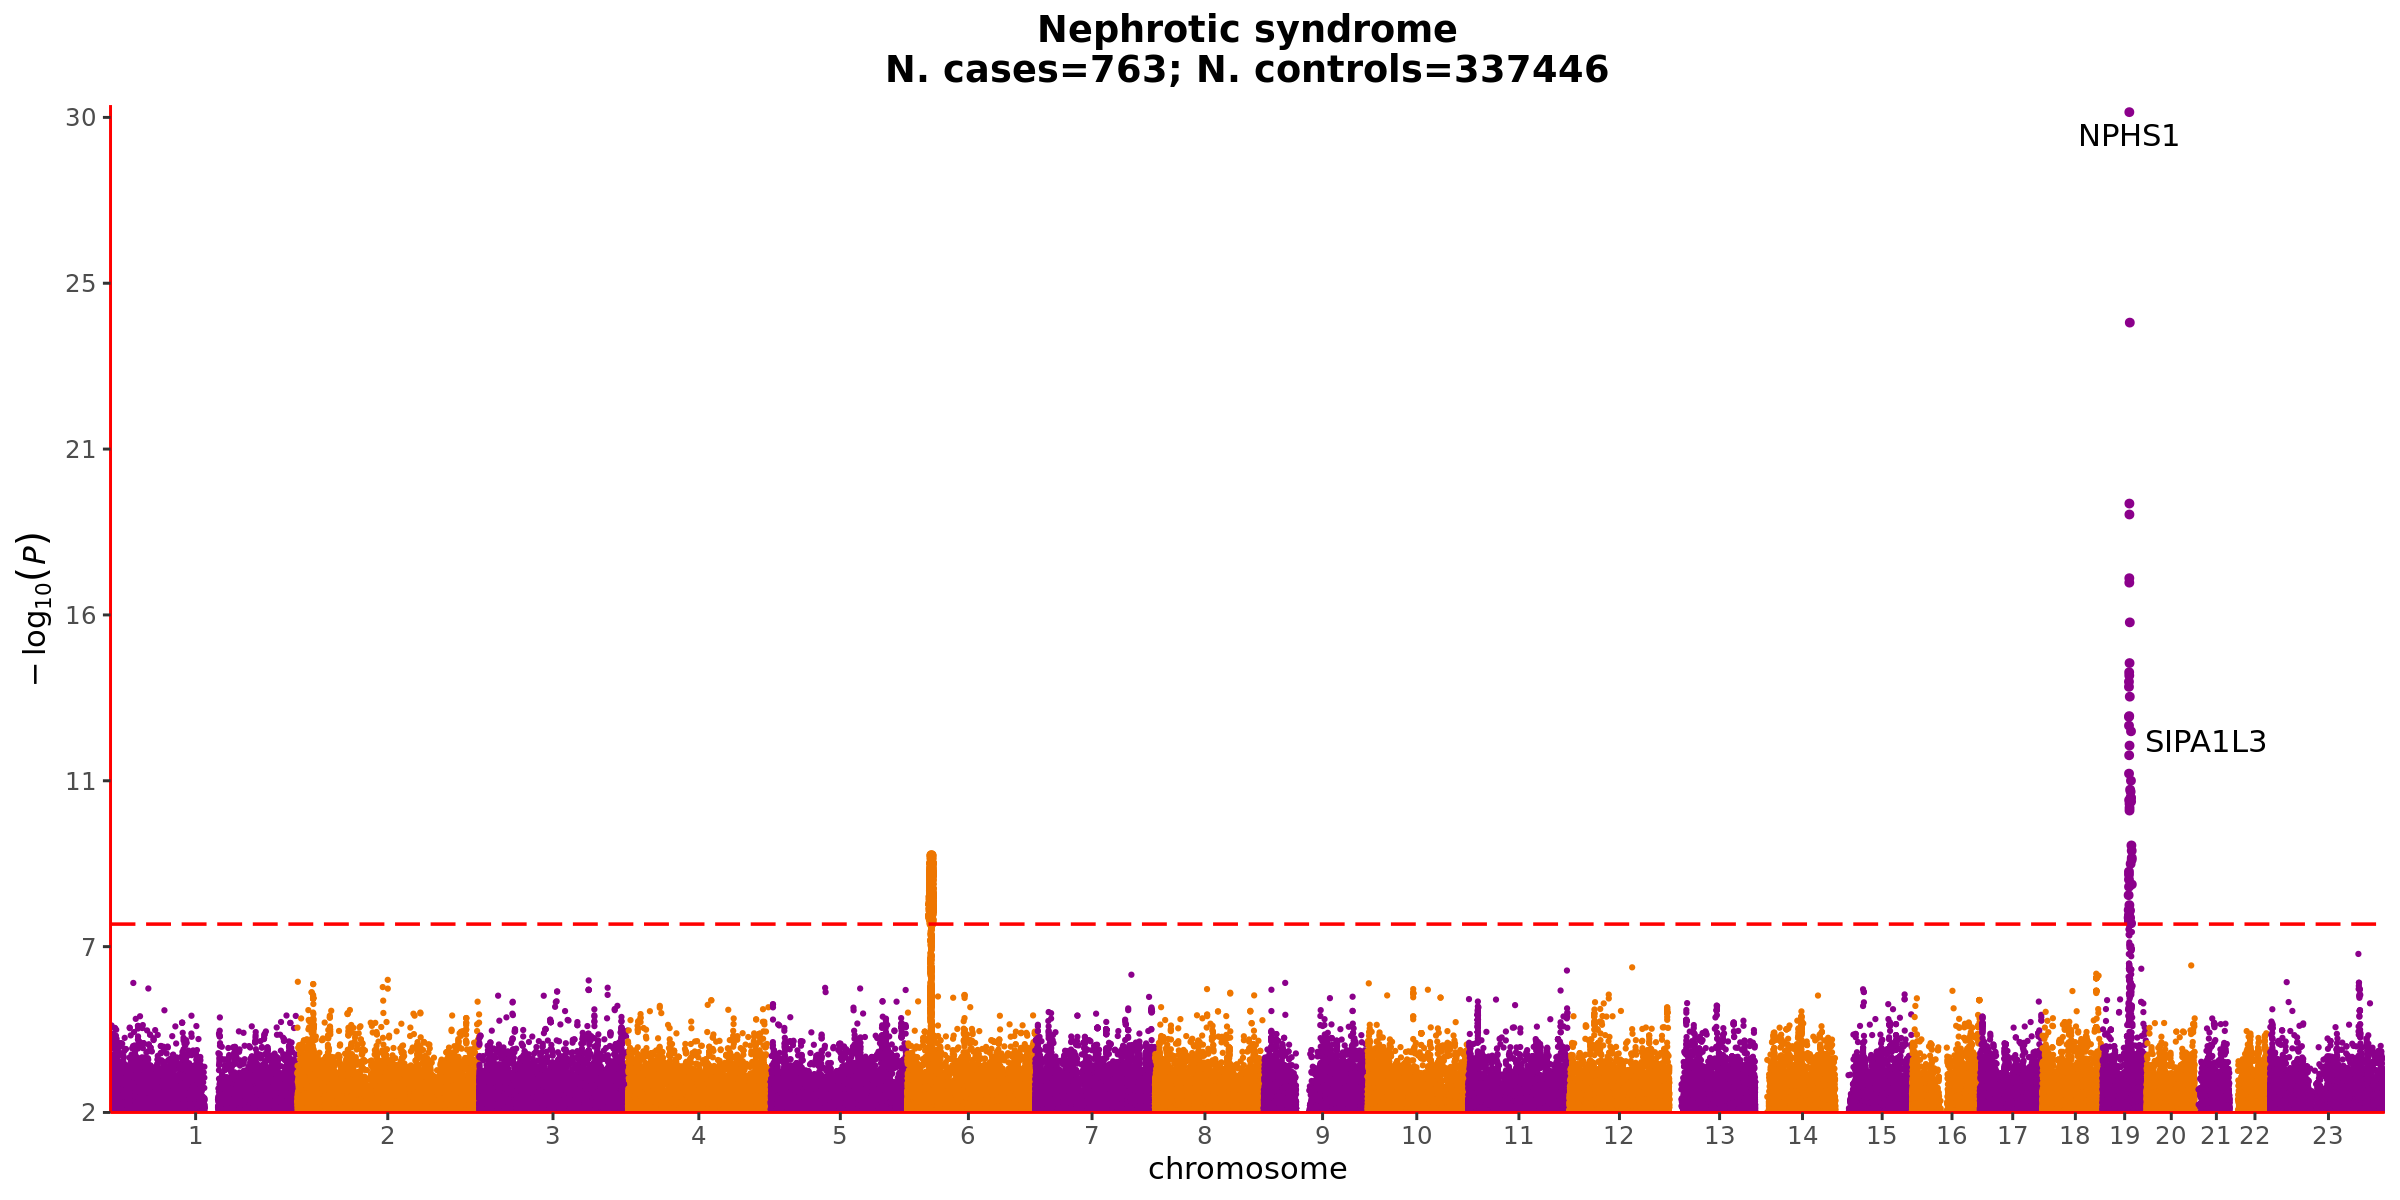 Nephrotic syndrome
N. cases=763; N. controls=337446
30
NPHS1
25
21
16
11
SIPA1L3
7
2
− log10(P)
1 2 3 4 5 6 7 8 9 10 11 12 13 14 15 16 17 18 19 20 21 22 23
chromosome